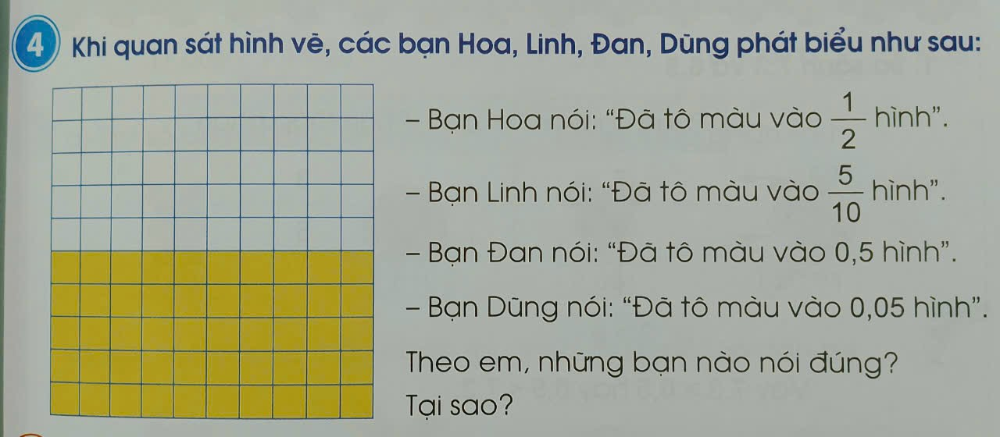 4 Khi quan sát hình vẽ, các bạn Hoa, Linh, Đan, Dũng phát biểu như sau:
– Bạn Hoa nói: “Đã tô màu vào 1/2 hình”.
– Bạn Linh nói: “Đã tô màu vào 5/10 hình”.
– Bạn Đan nói: “Đã tô màu vào 0,5 hình”.
– Bạn Dũng nói: “Đã tô màu vào 0,05 hình”.
Theo em, những bạn nào nói đúng?
Tại sao?